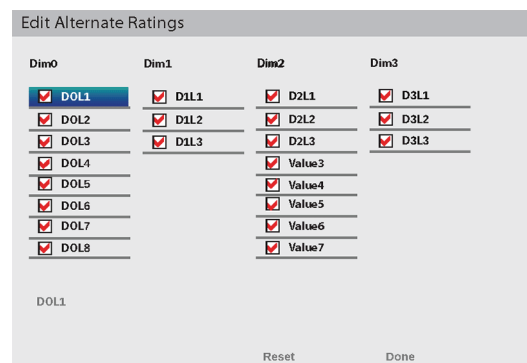 Edit Alternate Ratings
Dim0 Dim1 Dim2 Dim3
D0L1 D1L1 D2L1 D3L1
D0L2 D1L2 D2L2 D3L2
D0L3 D1L3 D2L3 D3L3
D0L4 Value3
D0L5 Value4
D0L6 Value5
D0L7 Value6
D0L8 Value7
D0L1
Reset Done